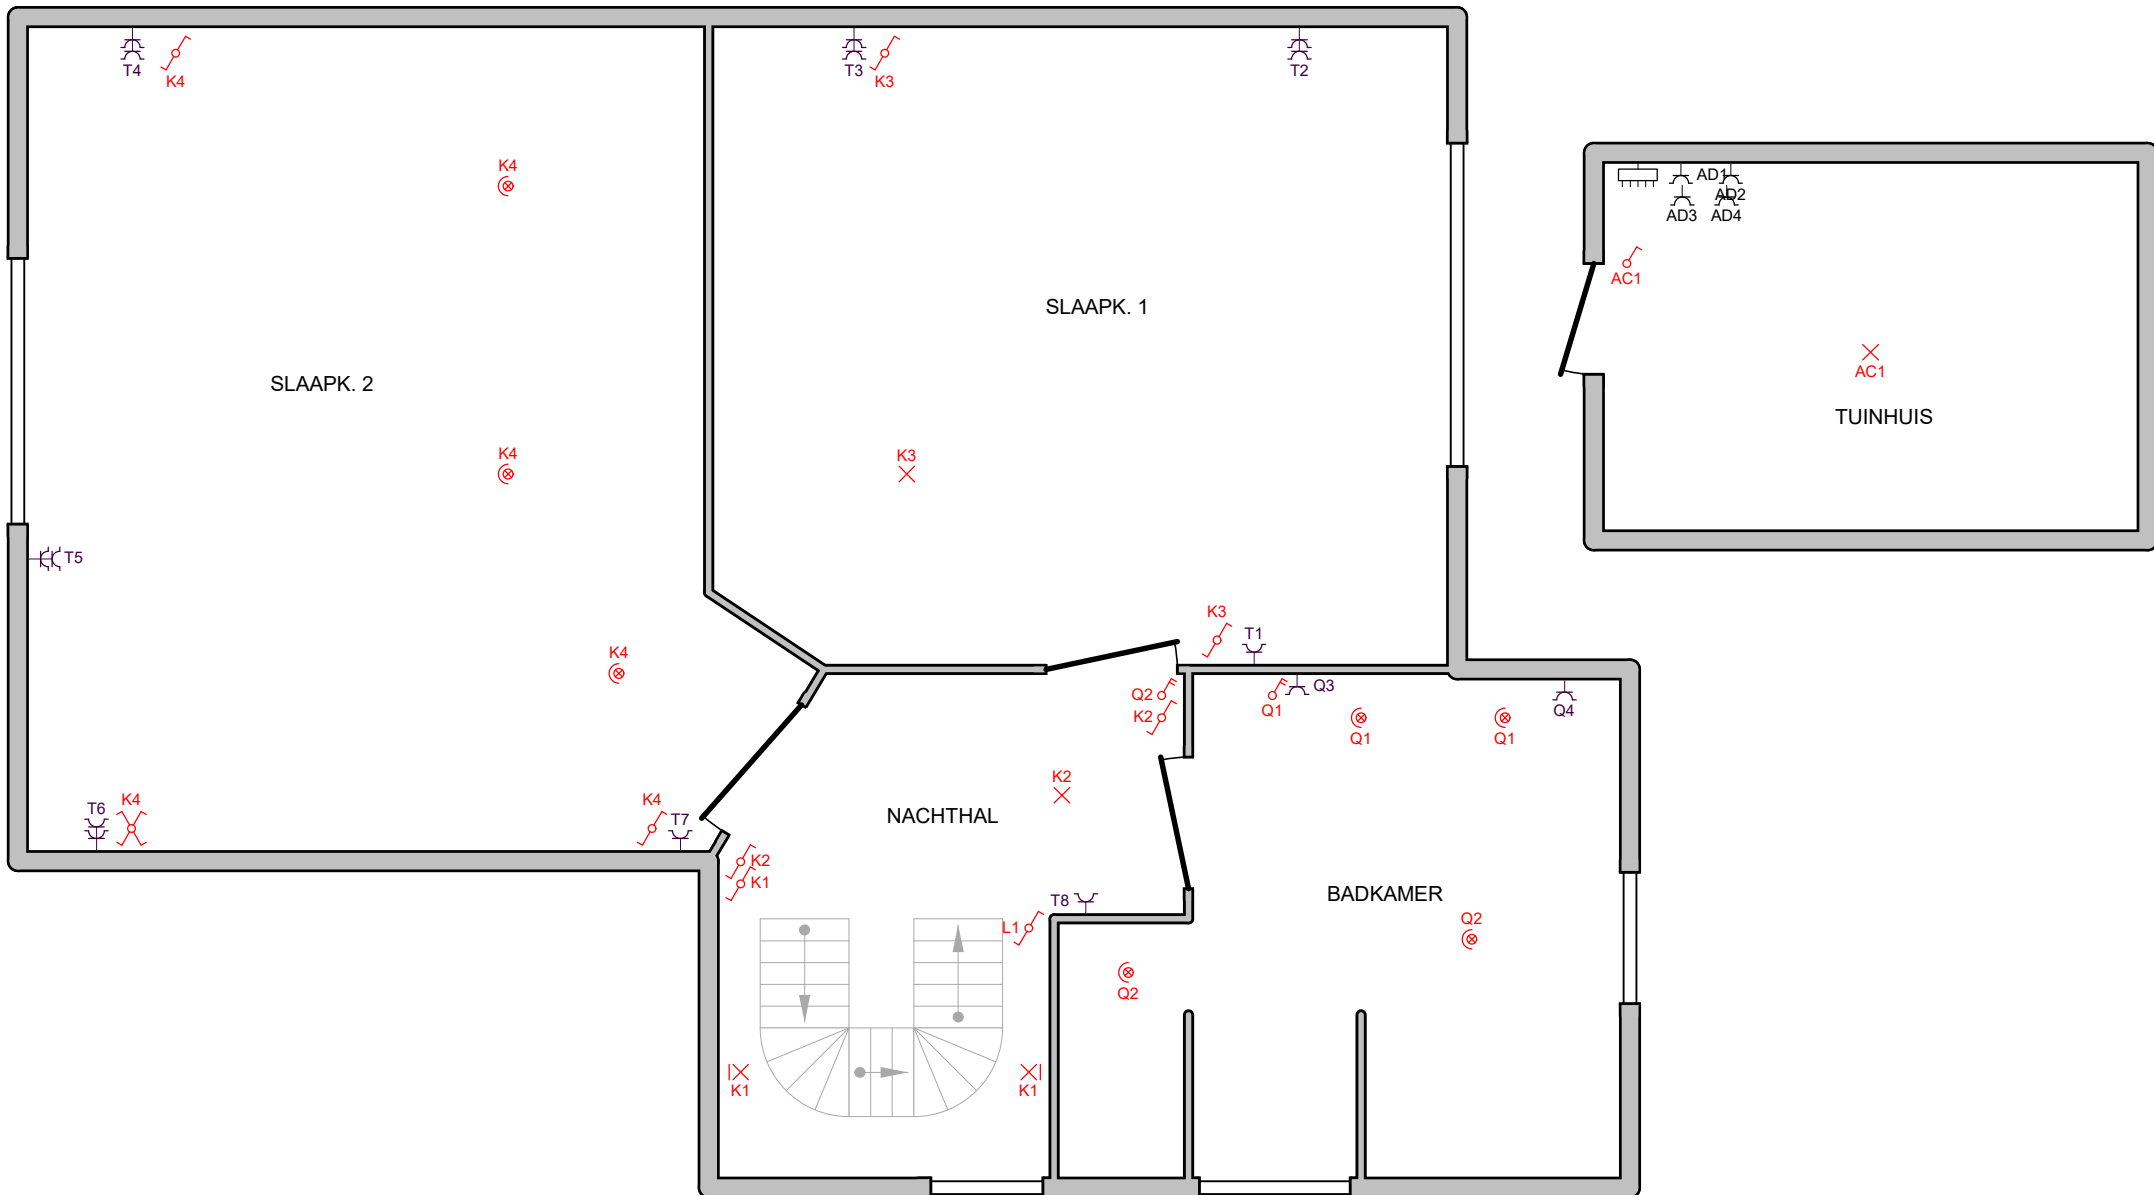 T4
K4
T3
K3
T2
K4
AD1
AD2
AD3
AD4
AC1
SLAAPK. 1
AC1
SLAAPK. 2
TUINHUIS
K4
K3
T5
K3
T1
K4
Q2
K2
Q1
Q3
Q1
Q1
Q4
K2
T6
K4
K4
T7
NACHTHAL
K2
K1
T8
BADKAMER
L1
Q2
Q2
K1
K1